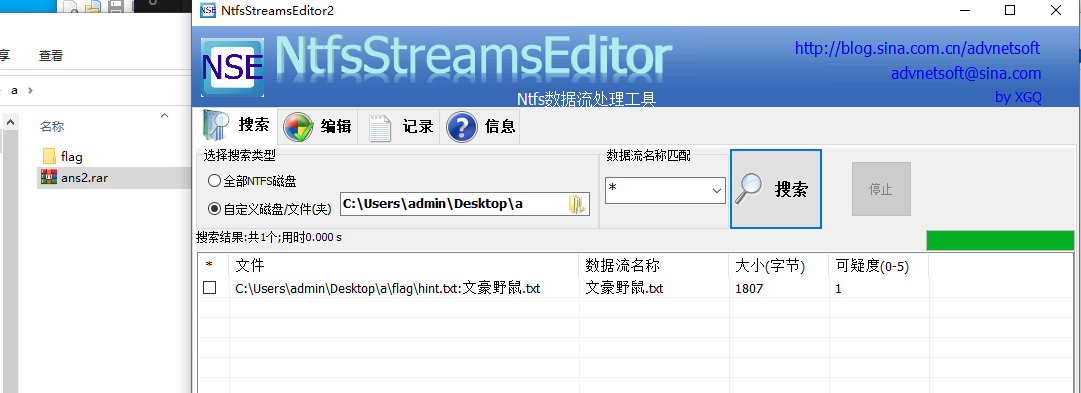 NtfsStreamsEditor2
NSE
NtfsStreamsEditor
http://blog.sina.com.cn/advnetsoft
advnetsoft@sina.com
Ntfs数据流处理工具
by XGQ
享 查看
a
名称
flag
ans2.rar
搜索 编辑 记录 信息
选择搜索类型
全部NTFS磁盘
自定义磁盘/文件(夹) C:\Users\admin\Desktop\a
数据流名称匹配
*
搜索
停止
搜索结果:共1个;用时0.000 s
* 文件 数据流名称 大小(字节) 可疑度(0-5)
C:\Users\admin\Desktop\a\flag\hint.txt:文豪野鼠.txt 文豪野鼠.txt 1807 1